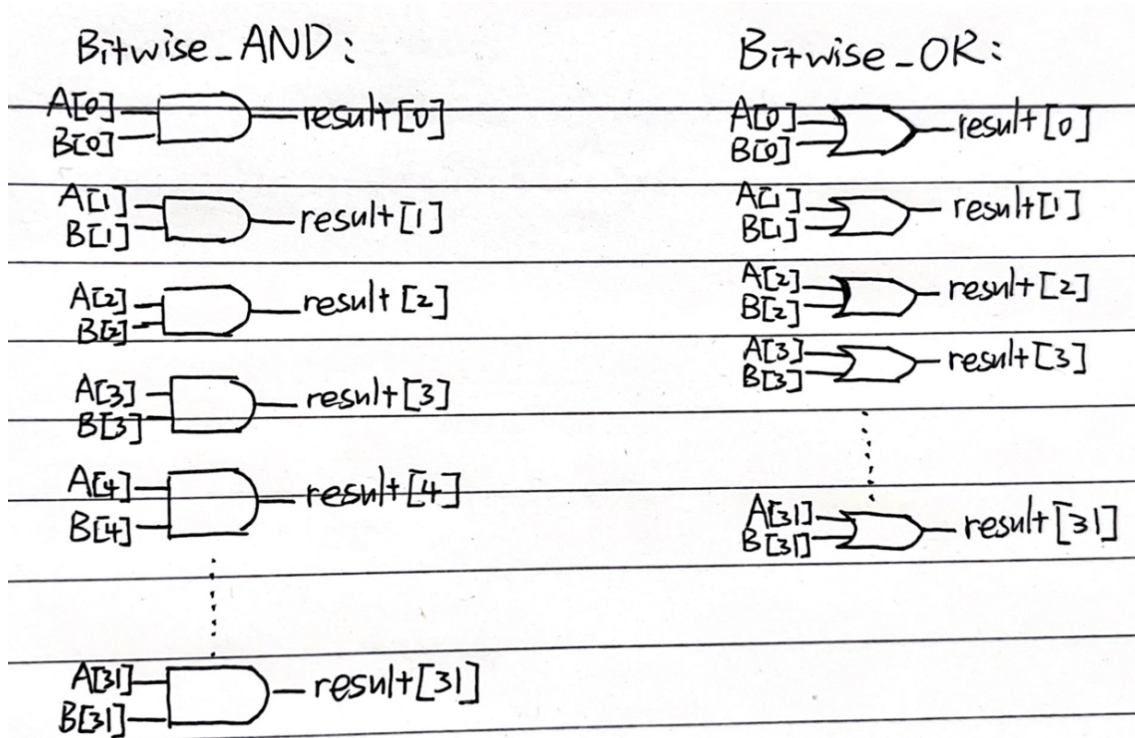 Bitwise_AND:
A[0]
B[0]
result[0]
A[1]
B[1]
result[1]
A[2]
B[2]
result[2]
A[3]
B[3]
result[3]
A[4]
B[4]
result[4]
A[31]
B[31]
result[31]
Bitwise_OR:
A[0]
B[0]
result[0]
A[1]
B[1]
result[1]
A[2]
B[2]
result[2]
A[3]
B[3]
result[3]
A[31]
B[31]
result[31]